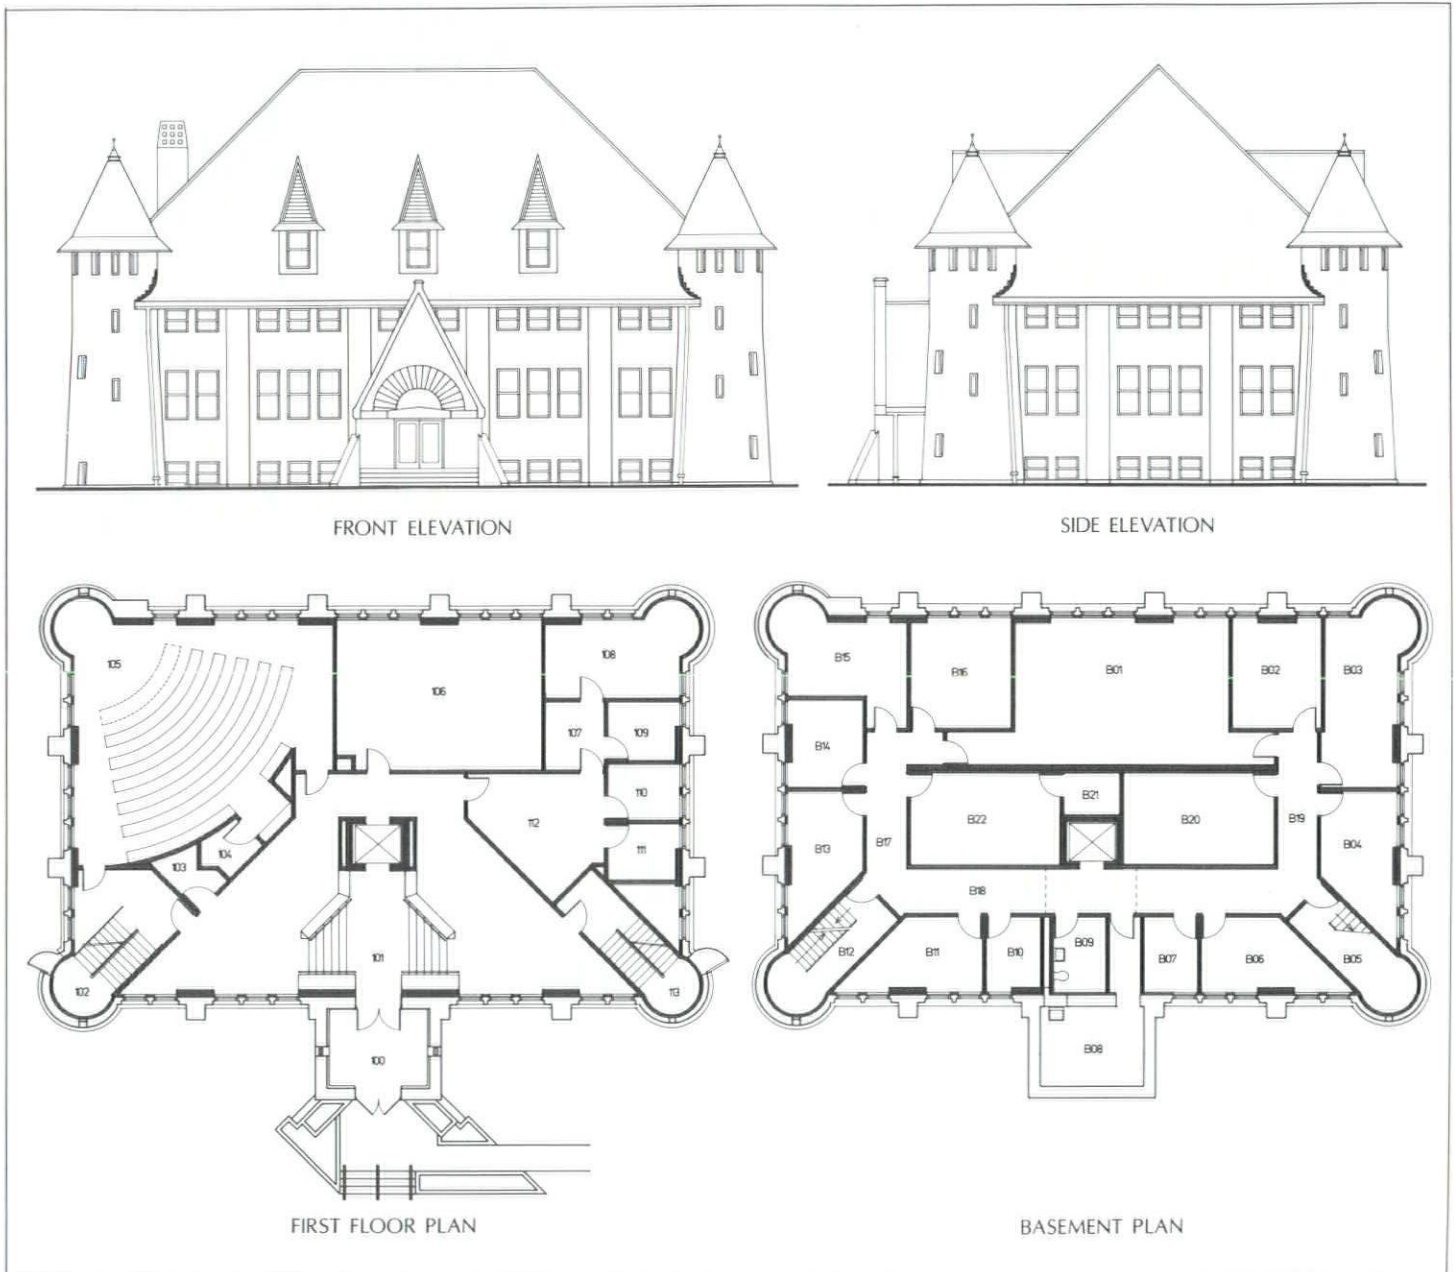 FRONT ELEVATION
SIDE ELEVATION
105
106
108
107
109
110
111
112
103
104
102
101
113
100
B15
B16
B01
B02
B03
B14
B21
B22
B20
B19
B13
B17
B04
B18
B12
B11
B10
B09
B07
B06
B05
B08
FIRST FLOOR PLAN
BASEMENT PLAN